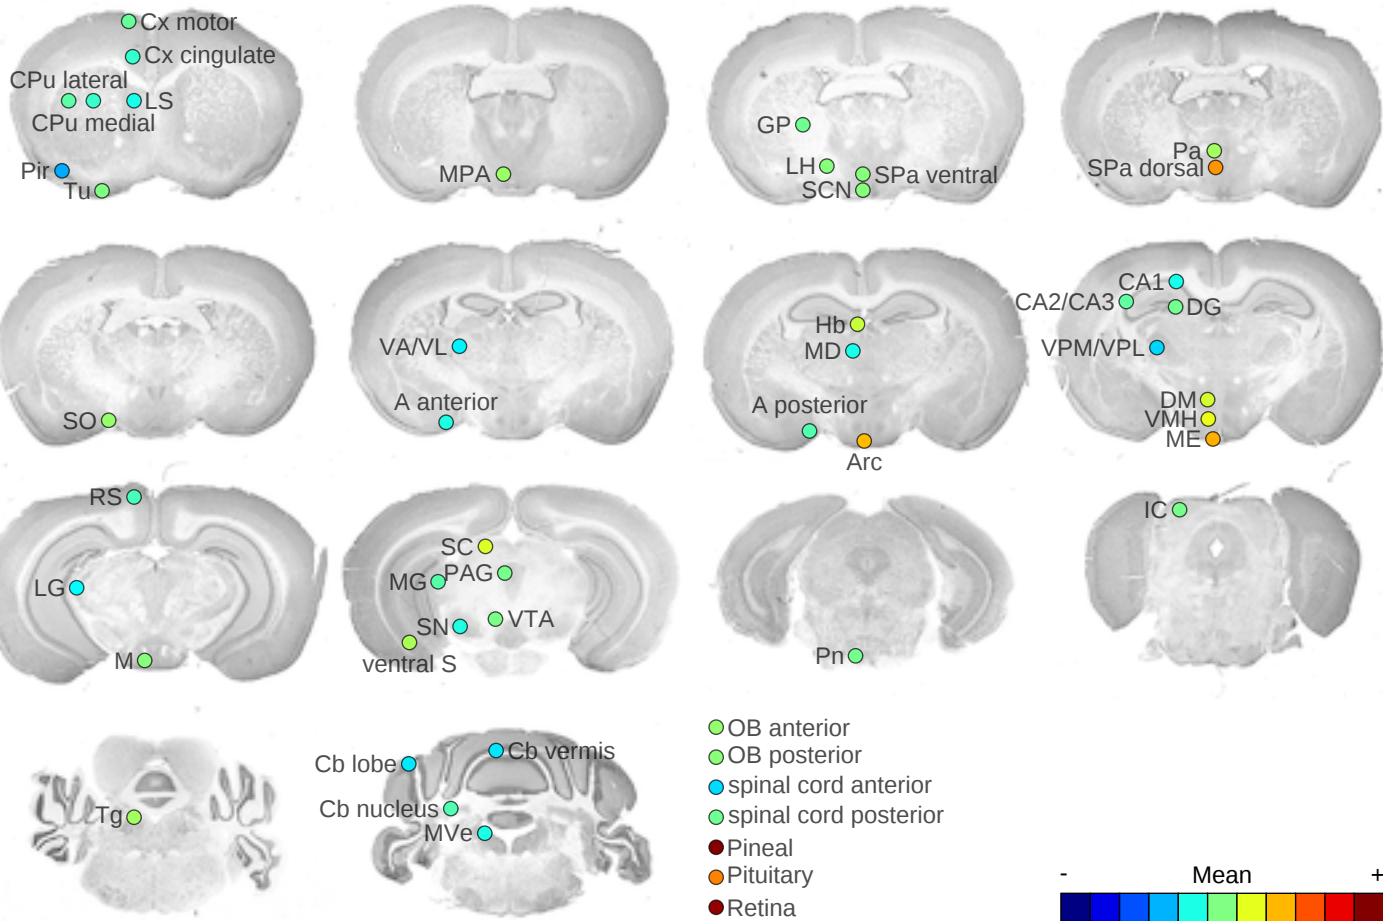 Cx motor
Cx cingulate
CPu lateral
LS
CPu medial
Pir
Tu
MPA
GP
LH
SPa ventral
SCN
Pa
SPa dorsal
SO
VA/VL
A anterior
Hb
MD
A posterior
Arc
CA1
CA2/CA3
DG
VPM/VPL
DM
VMH
ME
RS
LG
M
SC
MG
PAG
SN
VTA
ventral S
Pn
IC
Tg
Cb lobe
Cb vermis
Cb nucleus
MVe
OB anterior
OB posterior
spinal cord anterior
spinal cord posterior
Pineal
Pituitary
Retina
- Mean +